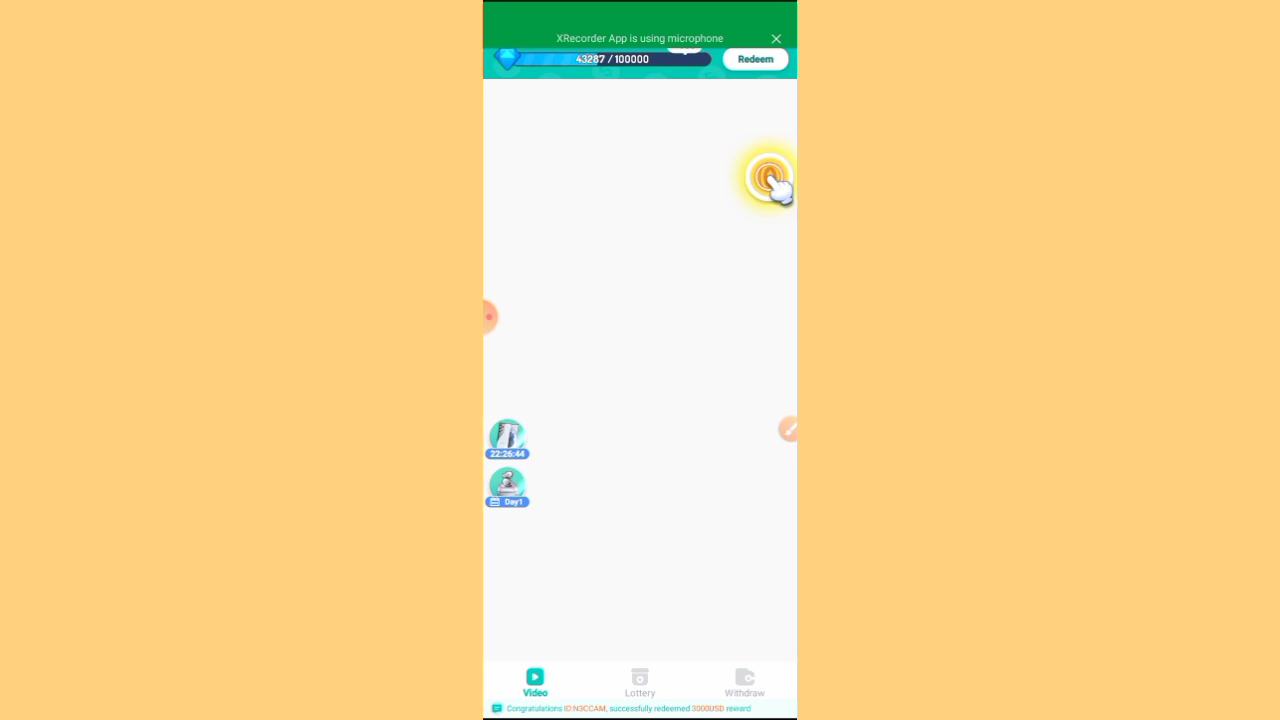 XRecorder App is using microphone
43287 / 100000
Redeem
22:26:44
Day1
Video
Lottery
Withdraw
Congratulations ID:N3CCAM, successfully redeemed 3000USD reward